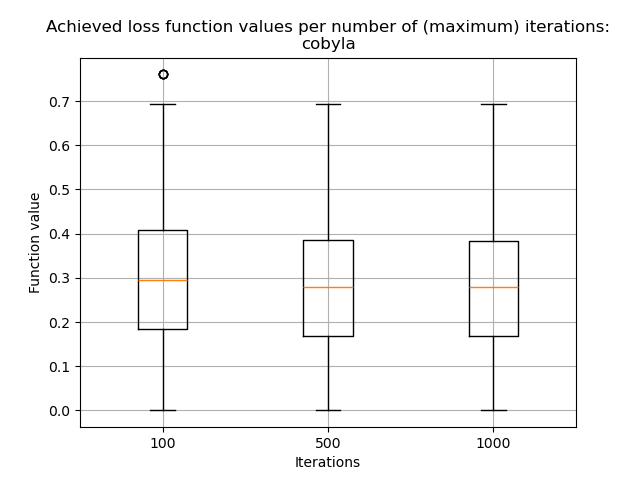 Achieved loss function values per number of (maximum) iterations:
cobyla
0.7
0.6
0.5
0.4
0.3
0.2
0.1
0.0
Function value
100
500
1000
Iterations